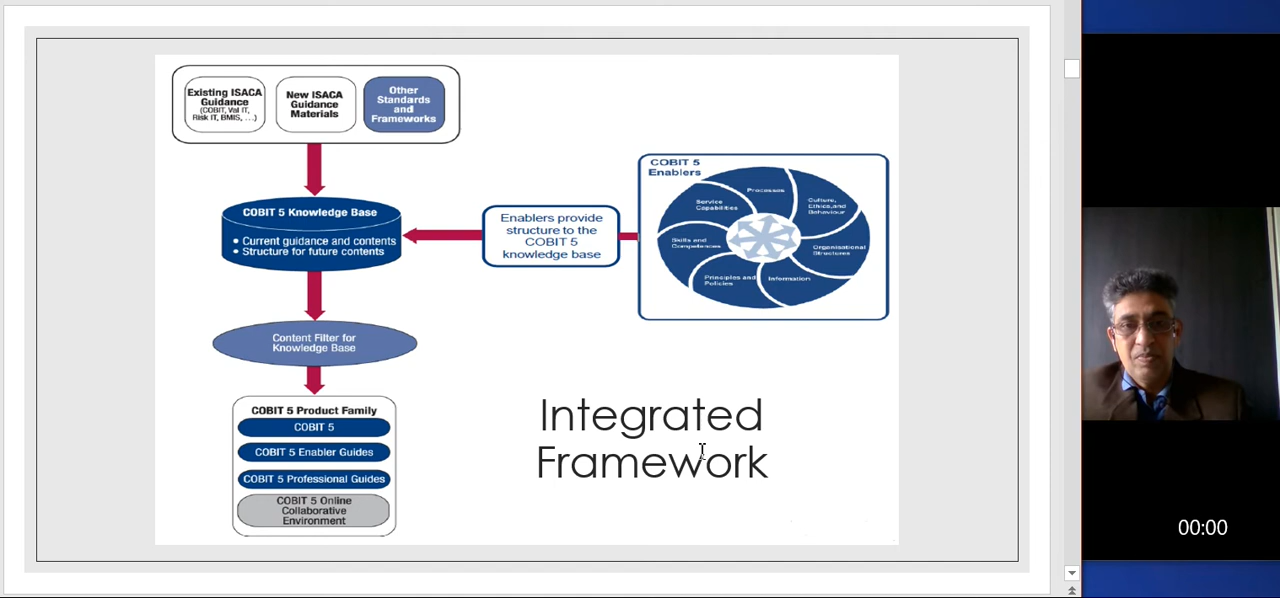 Existing ISACA
Guidance
(COBIT, Val IT,
Risk IT, BMIS, ...)
New ISACA
Guidance
Materials
Other
Standards
and
Frameworks
COBIT 5 Knowledge Base
• Current guidance and contents
• Structure for future contents
Enablers provide
structure to the
COBIT 5
knowledge base
COBIT 5
Enablers
Processes
Culture,
Ethics,and
Behaviour
Organisational
Structures
Information
Principles and
Policies
Skills and
Competences
Service
Capabilities
Content Filter for
Knowledge Base
COBIT 5 Product Family
COBIT 5
COBIT 5 Enabler Guides
COBIT 5 Professional Guides
COBIT 5 Online
Collaborative
Environment
Integrated
Framework
00:00